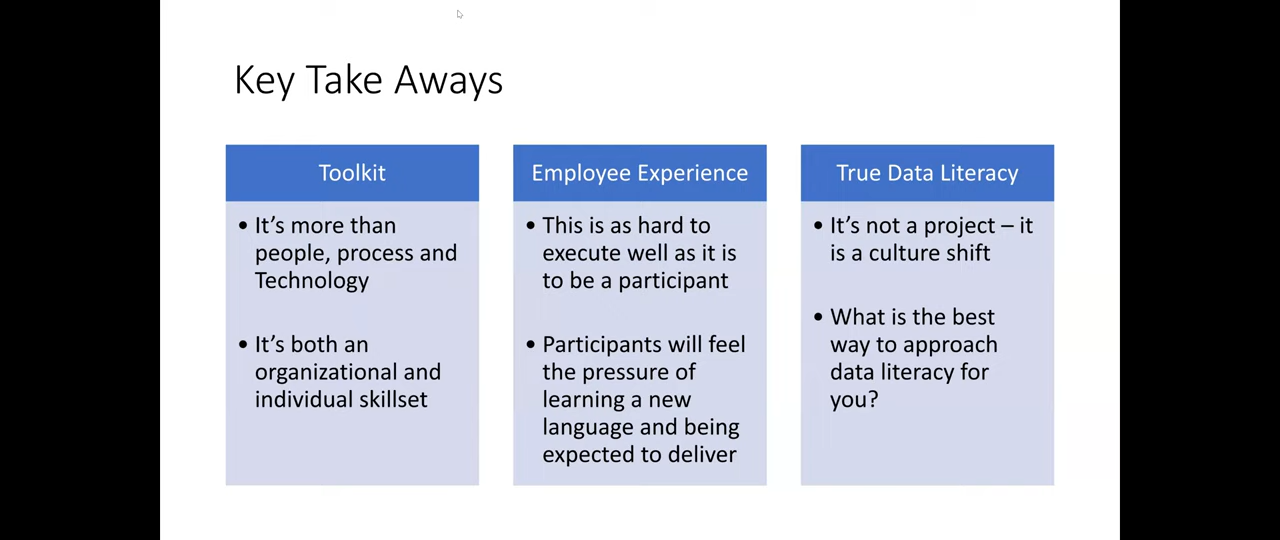 Key Take Aways
Toolkit
• It's more than
people, process and
Technology
• It's both an
organizational and
individual skillset
Employee Experience
• This is as hard to
execute well as it is
to be a participant
• Participants will feel
the pressure of
learning a new
language and being
expected to deliver
True Data Literacy
• It's not a project – it
is a culture shift
• What is the best
way to approach
data literacy for
you?